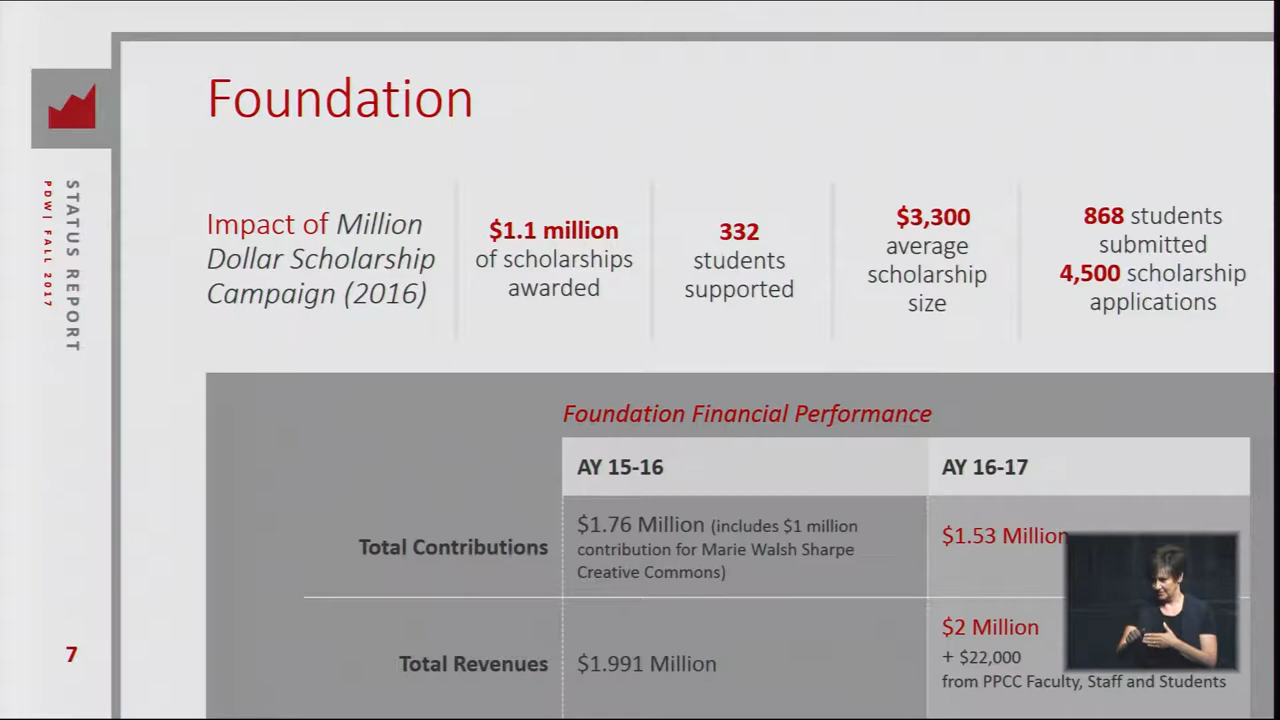 Foundation
STATUS REPORT
PDW| FALL 2017
Impact of Million
Dollar Scholarship
Campaign (2016)
$1.1 million
of scholarships
awarded
332
students
supported
$3,300
average
scholarship
size
868 students
submitted
4,500 scholarship
applications
Foundation Financial Performance
AY 15-16
AY 16-17
Total Contributions
$1.76 Million (includes $1 million
contribution for Marie Walsh Sharpe
Creative Commons)
$1.53 Million
Total Revenues
$1.991 Million
$2 Million
+ $22,000
from PPCC Faculty, Staff and Students
7